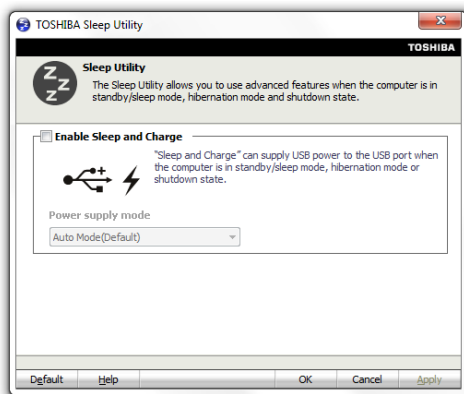 TOSHIBA Sleep Utility
TOSHIBA
Sleep Utility
The Sleep Utility allows you to use advanced features when the computer is in
standby/sleep mode, hibernation mode and shutdown state.
Z
Z
Z
Enable Sleep and Charge
"Sleep and Charge" can supply USB power to the USB port when
the computer is in standby/sleep mode, hibernation mode or
shutdown state.
Power supply mode
Auto Mode(Default)
Default Help OK Cancel Apply